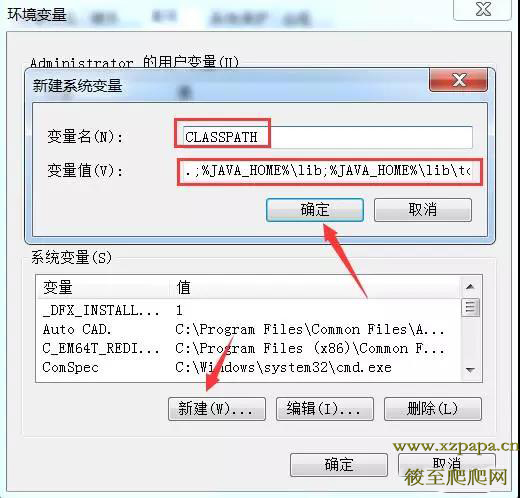 环境变量
Administrator 的用户变量(U)
新建系统变量
变量名(N):
CLASSPATH
变量值(V):
.;%JAVA_HOME%\lib;%JAVA_HOME%\lib\to
确定
取消
系统变量(S)
变量 值
_DFX_INSTALL... 1
Auto CAD. C:\Program Files\Common Files\A...
C_EM64T_REDI... C:\Program Files (x86)\Common F...
ComSpec C:\Windows\system32\cmd.exe
新建(W)...
编辑(I)...
删除(L)
www.xzpapa.cn
确定
取消
筱至爬爬网